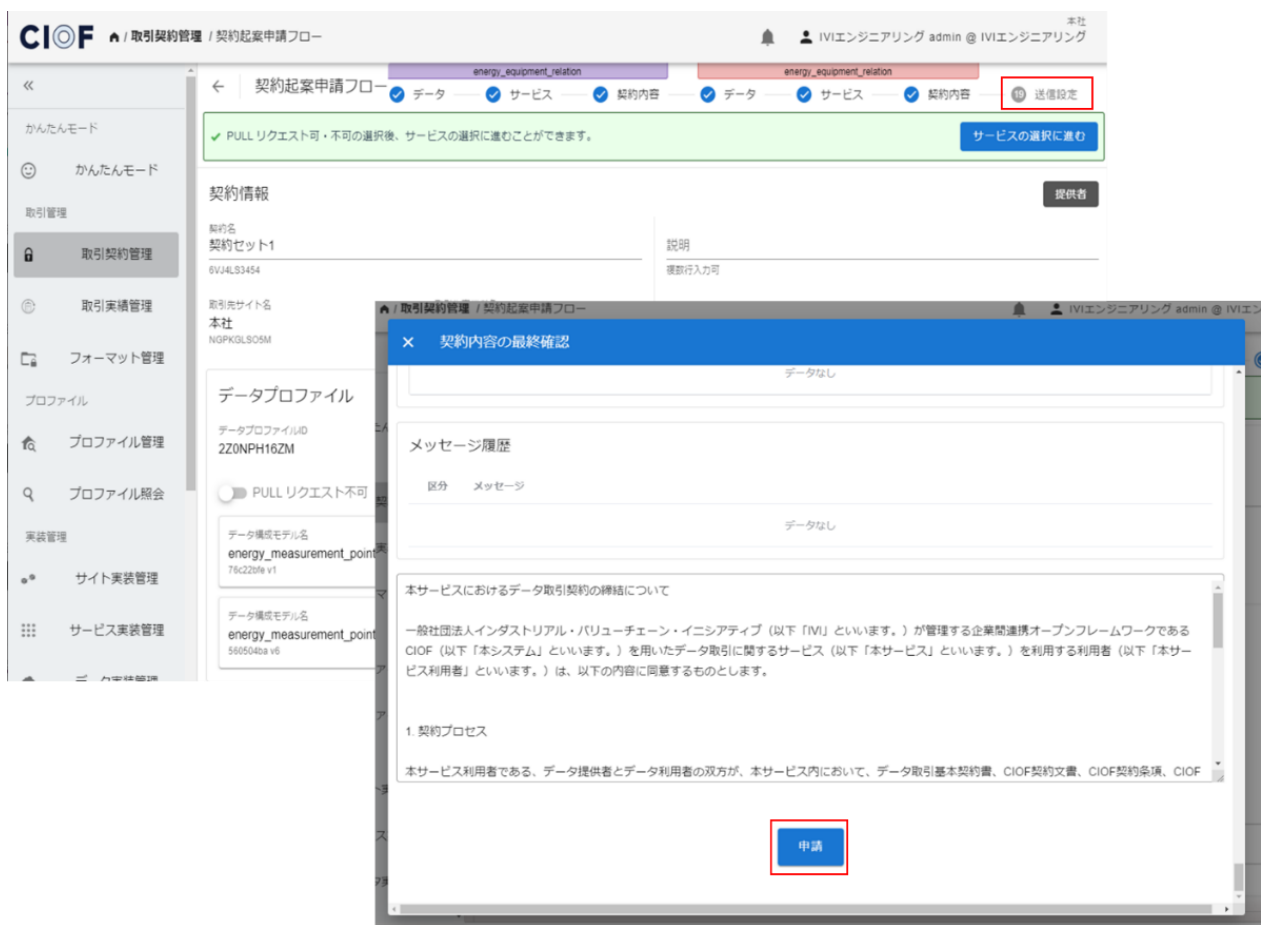 CIOF
/ 取引契約管理 / 契約起案申請フロー
本社
IVIエンジニアリング admin @ IVIエンジニアリング
«
かんたんモード
かんたんモード
取引管理
取引契約管理
取引実績管理
フォーマット管理
プロファイル
プロファイル管理
プロファイル照会
実装管理
サイト実装管理
サービス実装管理
データ実装管理
← 契約起案申請フロー
energy_equipment_relation
energy_equipment_relation
データ サービス 契約内容 データ サービス 契約内容 19 送信設定
PULL リクエスト可・不可の選択後、サービスの選択に進むことができます。
サービスの選択に進む
契約情報
提供者
契約名
契約セット1
6VJ4LS3454
説明
複数行入力可
取引先サイト名
本社
NGPKGLSO5M
データプロファイル
データプロファイルID
2Z0NPH16ZM
PULL リクエスト不可
データ構成モデル名
energy_measurement_point
76c22bfe v1
データ構成モデル名
energy_measurement_point
560504ba v6
/ 取引契約管理 / 契約起案申請フロー
IVIエンジニアリング admin @ IVIエン
× 契約内容の最終確認
データなし
メッセージ履歴
区分 メッセージ
データなし
本サービスにおけるデータ取引契約の締結について
一般社団法人インダストリアル・バリューチェーン・イニシアティブ（以下「IVI」といいます。）が管理する企業間連携オープンフレームワークである
CIOF（以下「本システム」といいます。）を用いたデータ取引に関するサービス（以下「本サービス」といいます。）を利用する利用者（以下「本サー
ビス利用者」といいます。）は、以下の内容に同意するものとします。
1. 契約プロセス
本サービス利用者である、データ提供者とデータ利用者の双方が、本サービス内において、データ取引基本契約書、CIOF契約文書、CIOF契約条項、CIOF
申請